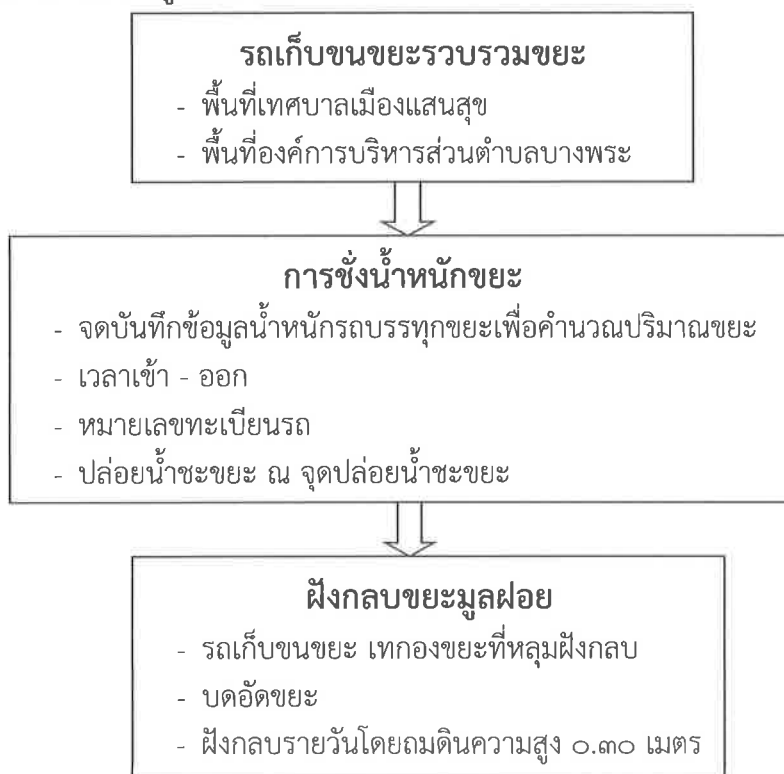 รถเก็บขนขยะรวบรวมขยะ
- พื้นที่เทศบาลเมืองแสนสุข
- พื้นที่องค์การบริหารส่วนตำบลบางพระ
การชั่งน้ำหนักขยะ
- จดบันทึกข้อมูลน้ำหนักรถบรรทุกขยะเพื่อคำนวณปริมาณขยะ
- เวลาเข้า - ออก
- หมายเลขทะเบียนรถ
- ปล่อยน้ำชะขยะ ณ จุดปล่อยน้ำชะขยะ
ฝังกลบขยะมูลฝอย
- รถเก็บขนขยะ เทกองขยะที่หลุมฝังกลบ
- บดอัดขยะ
- ฝังกลบรายวันโดยถมดินความสูง ๐.๓๐ เมตร